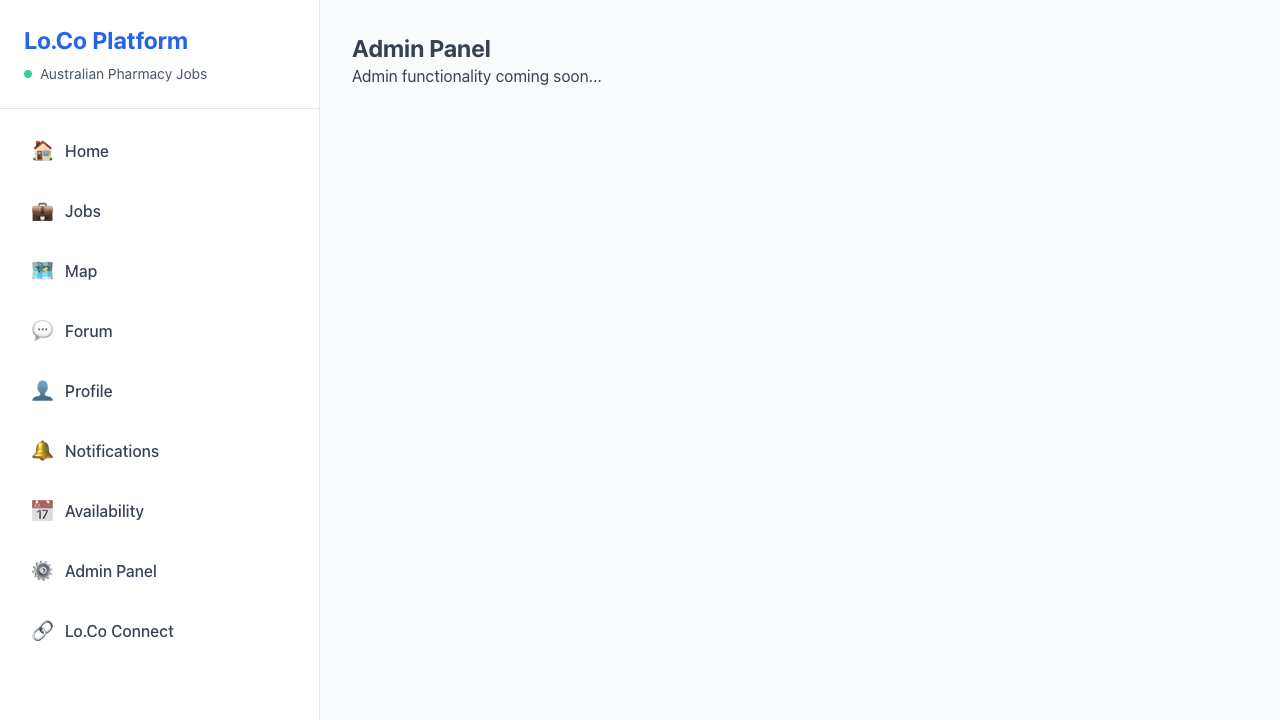 Lo.Co Platform
Australian Pharmacy Jobs
Home
Jobs
Map
Forum
Profile
Notifications
17
Availability
Admin Panel
Lo.Co Connect
Admin Panel
Admin functionality coming soon...